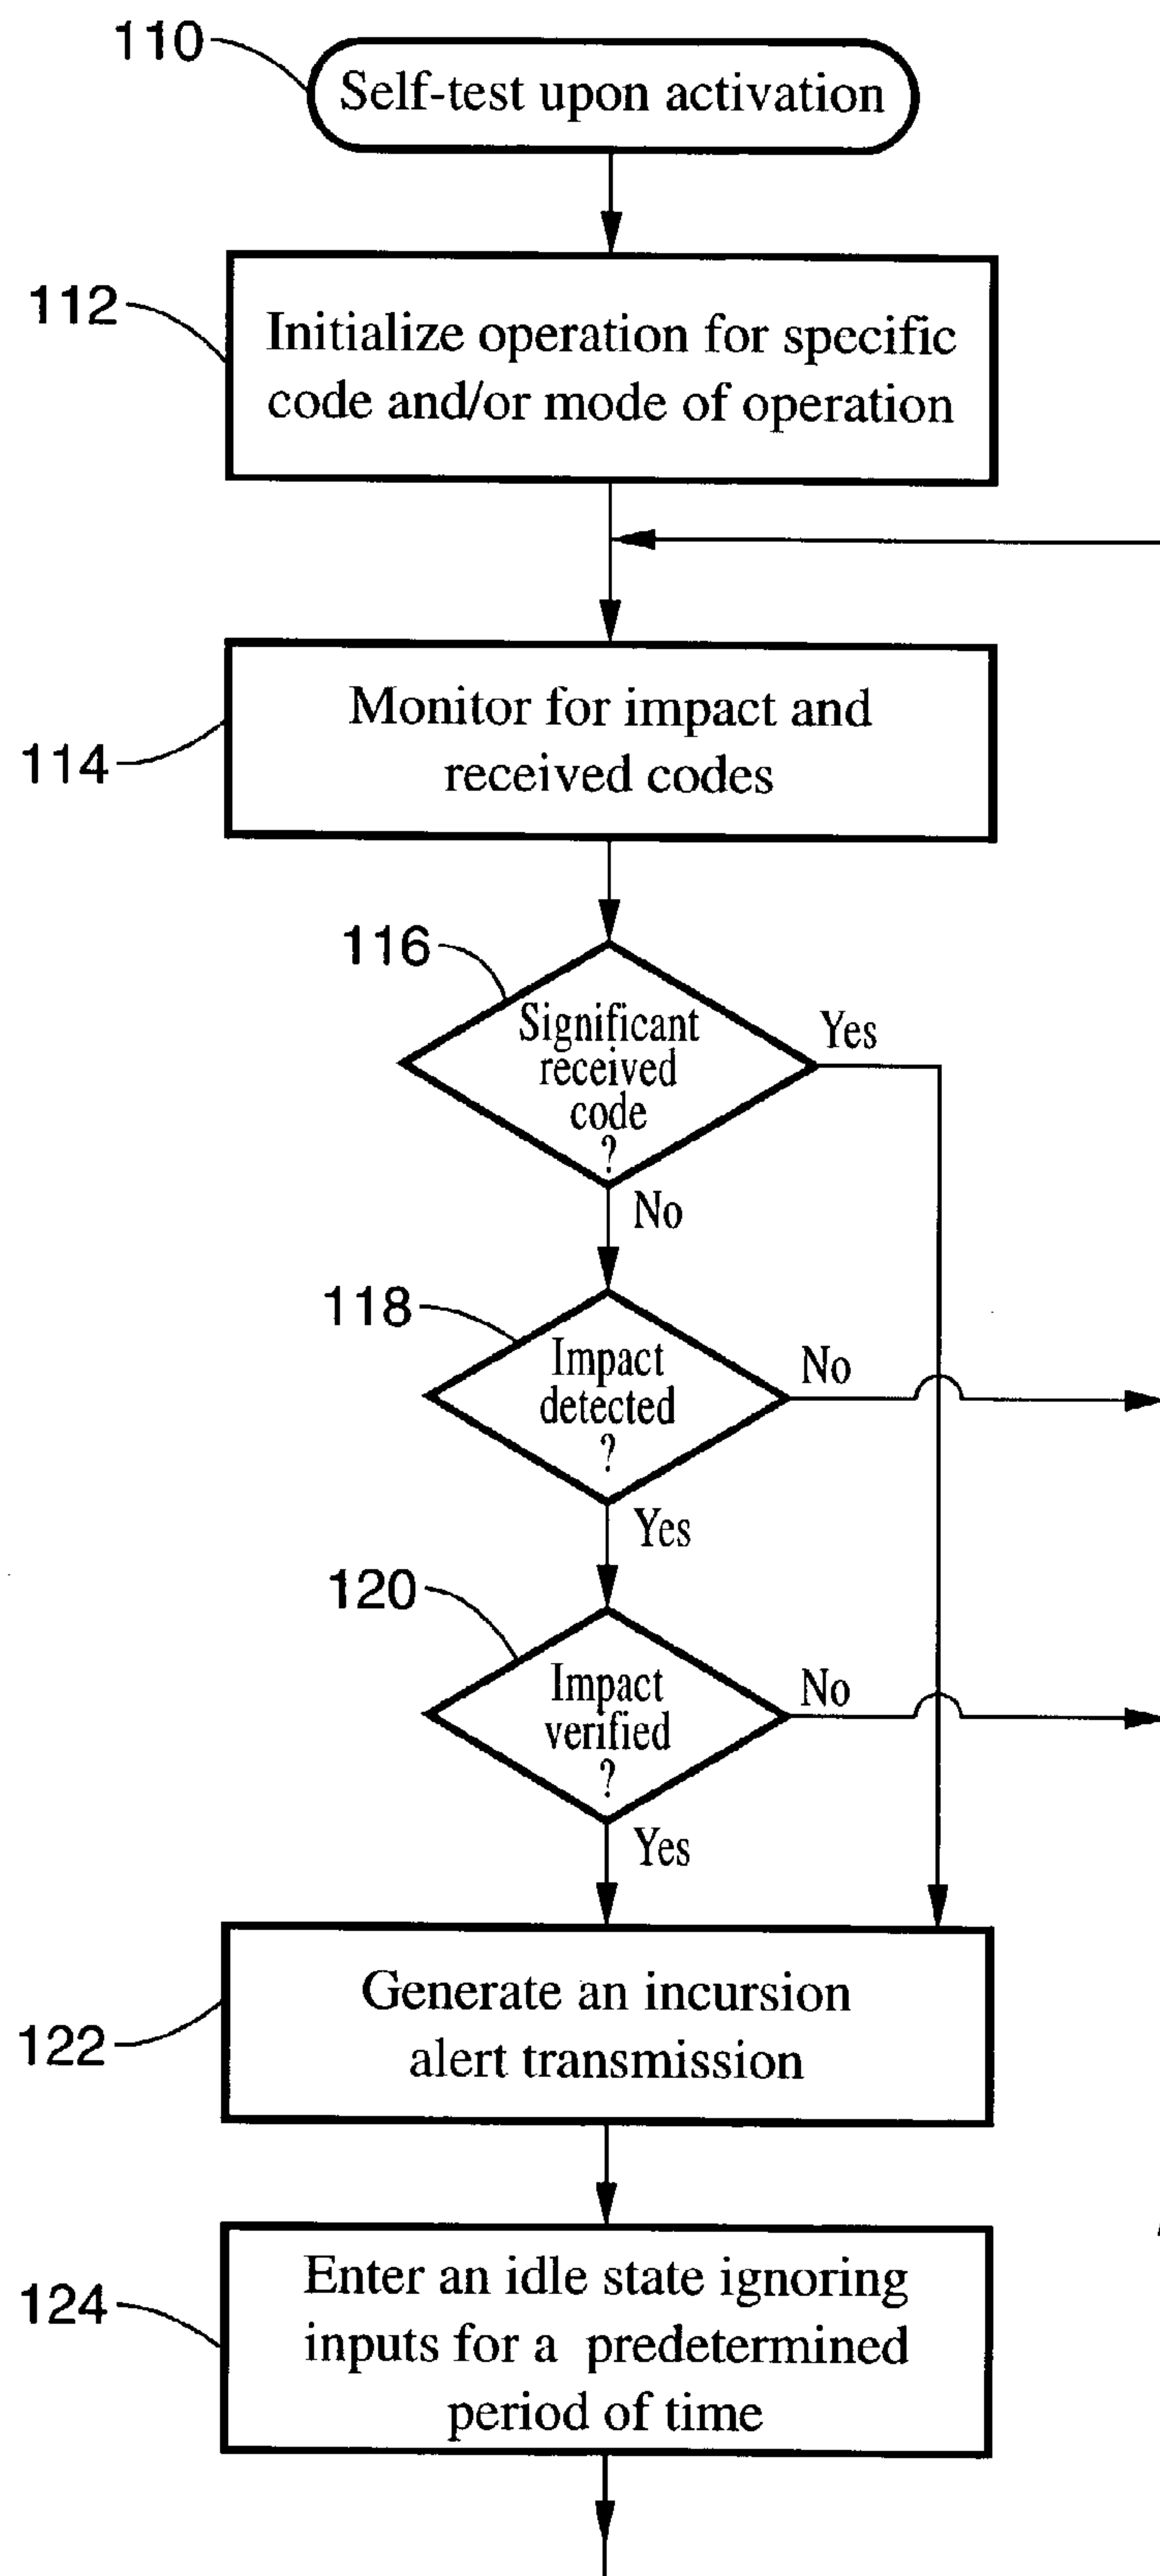 110
Self-test upon activation
112
Initialize operation for specific
code and/or mode of operation
114
Monitor for impact and
received codes
116
Significant
received
code
?
Yes
No
118
Impact
detected
?
No
Yes
120
Impact
verified
?
No
Yes
122
Generate an incursion
alert transmission
124
Enter an idle state ignoring
inputs for a predetermined
period of time